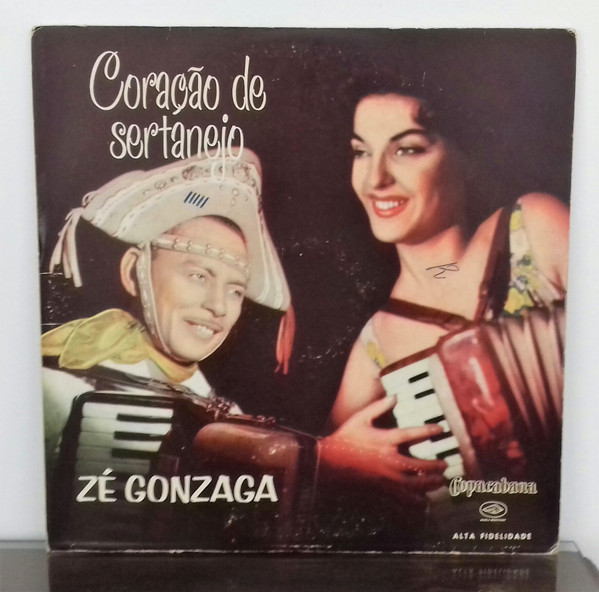 Coração de
sertanejo
ZÉ GONZAGA
Copacabana
ALTA FIDELIDADE